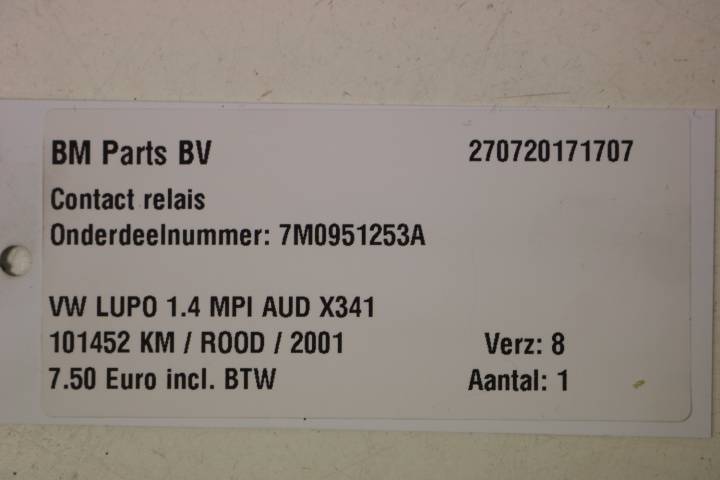 BM Parts BV 270720171707
Contact relais
Onderdeelnummer: 7M0951253A
VW LUPO 1.4 MPI AUD X341
101452 KM / ROOD / 2001 Verz: 8
7.50 Euro incl. BTW Aantal: 1